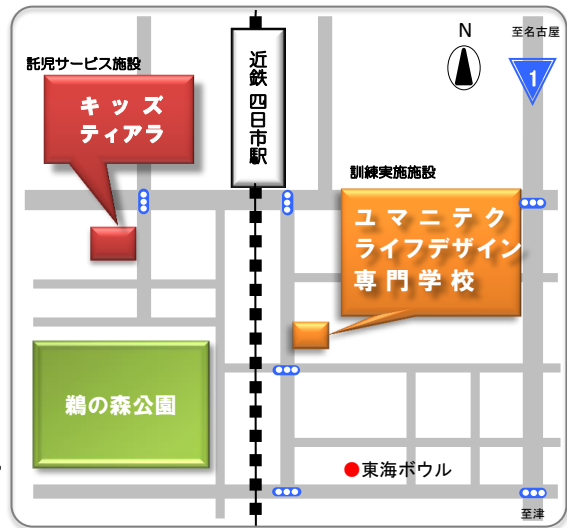 N
至名古屋
1
託児サービス施設
キッズ
ティアラ
近鉄 四日市駅
訓練実施施設
ユマニテク
ライフデザイン
専門学校
鵜の森公園
東海ボウル
至津